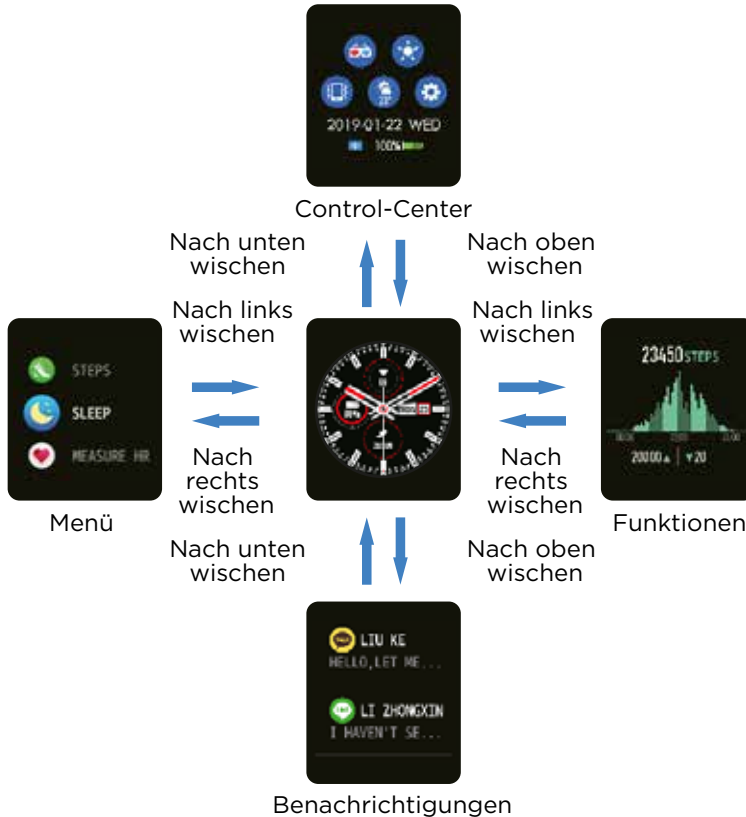 2019-01-22 WED
100%
Control-Center
Nach unten
wischen
Nach oben
wischen
Nach links
wischen
Nach links
wischen
STEPS
SLEEP
MEASURE HR
23450 STEPS
20000 20
Nach
rechts
wischen
Nach
rechts
wischen
Menü
Funktionen
Nach unten
wischen
Nach oben
wischen
LIU KE
HELLO,LET ME...
LI ZHONGXIN
I HAVEN'T SE...
Benachrichtigungen